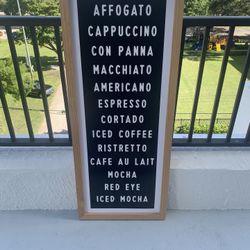 AFFOGATO
CAPPUCCINO
CON PANNA
MACCHIATO
AMERICANO
ESPRESSO
CORTADO
ICED COFFEE
RISTRETTO
CAFE AU LAIT
MOCHA
RED EYE
ICED MOCHA